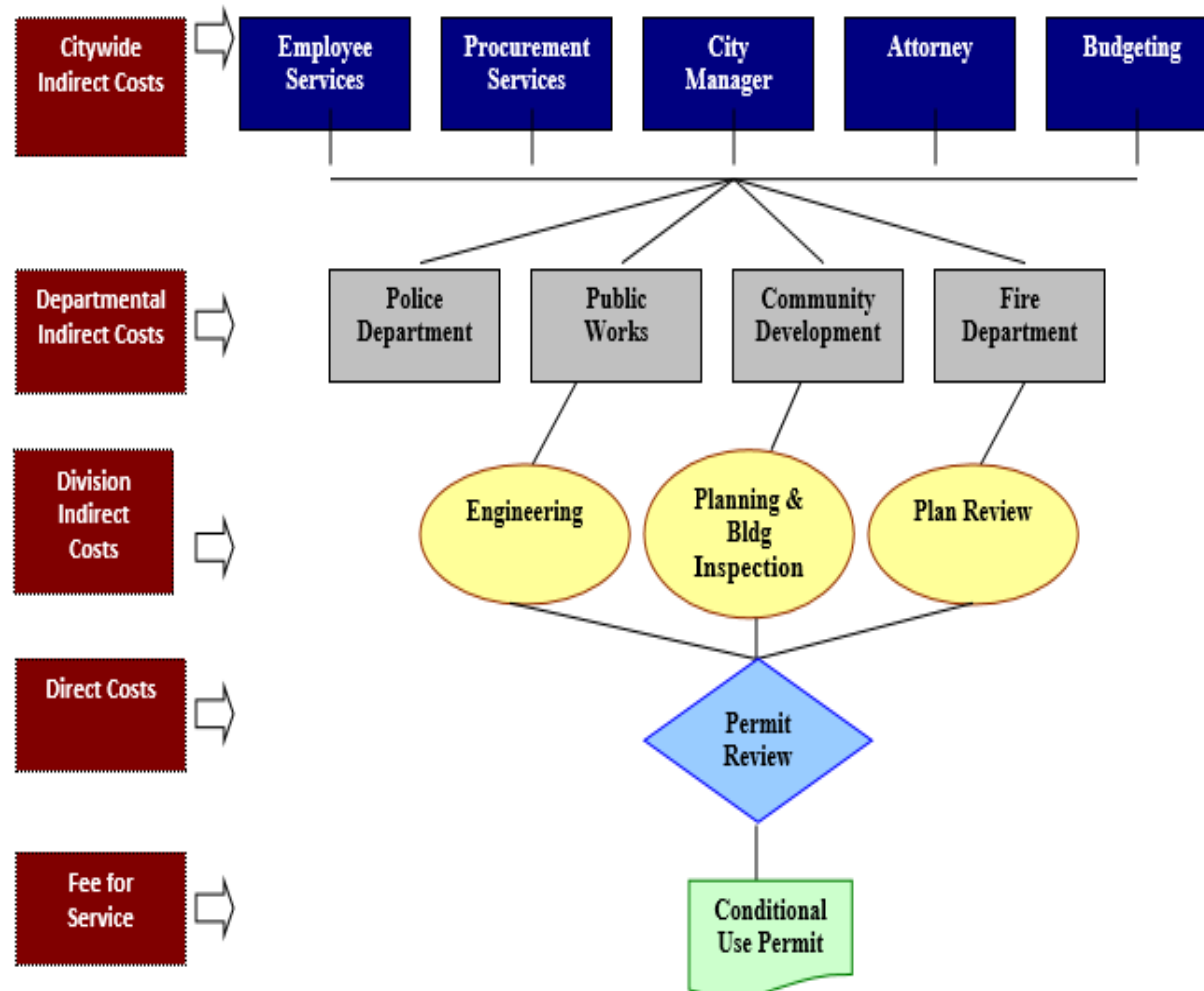 Citywide
Indirect Costs
Employee
Services
Procurement
Services
City
Manager
Attorney
Budgeting
Departmental
Indirect Costs
Police
Department
Public
Works
Community
Development
Fire
Department
Division
Indirect
Costs
Engineering
Planning &
Bldg
Inspection
Plan Review
Direct Costs
Permit
Review
Fee for
Service
Conditional
Use Permit